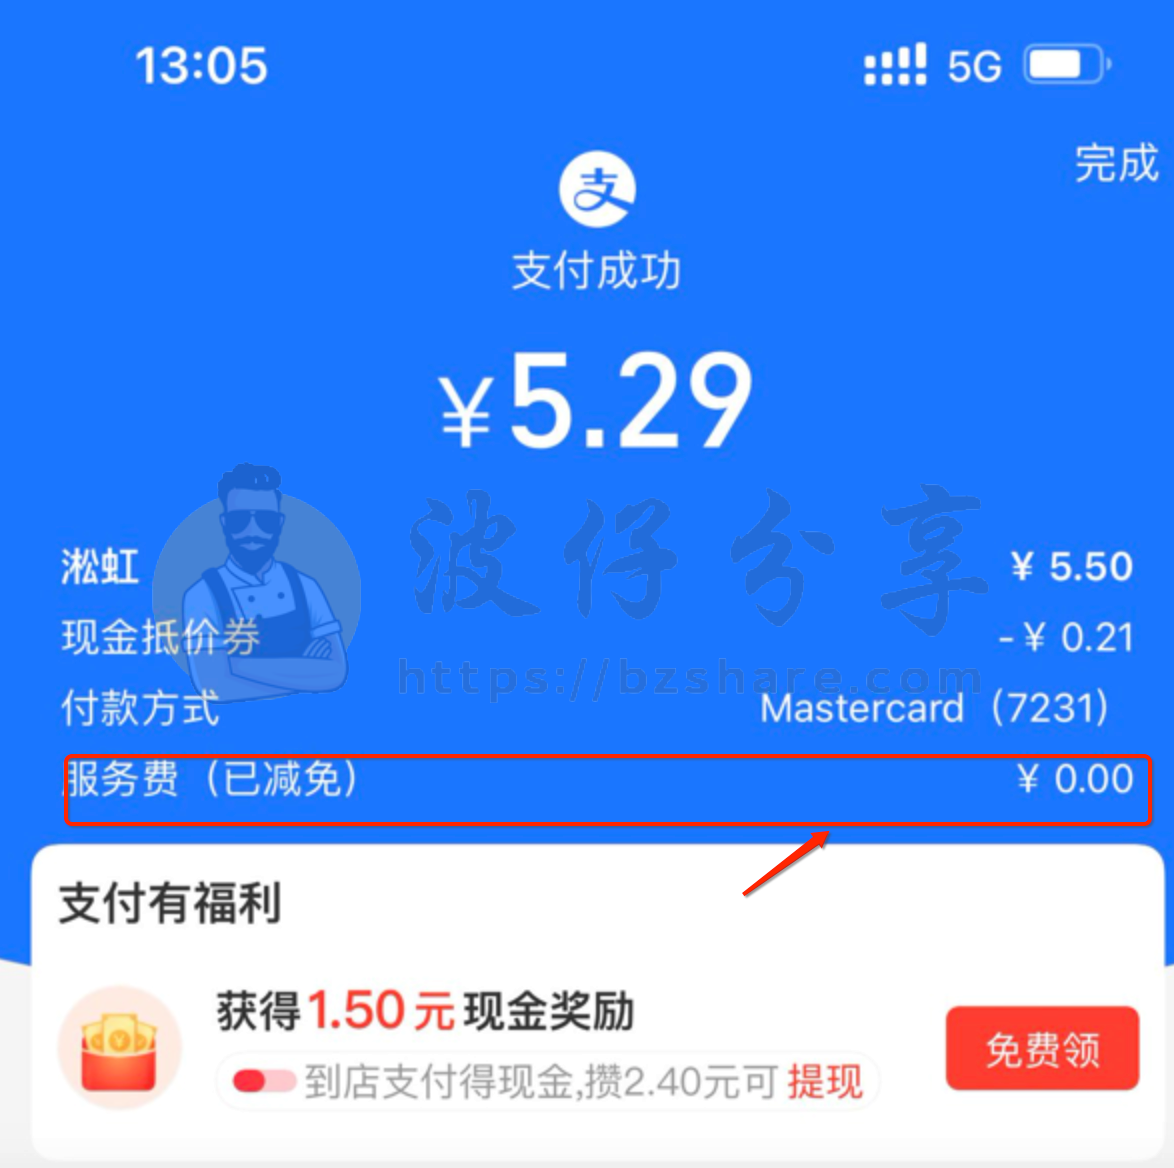 13:05 5G
完成
支
支付成功
¥5.29
波仔分享
https://bzshare.com
淞虹 ¥ 5.50
现金抵价券 -¥ 0.21
付款方式 Mastercard（7231）
服务费（已减免） ¥ 0.00
支付有福利
获得1.50元现金奖励
免费领
到店支付得现金,攒2.40元可提现